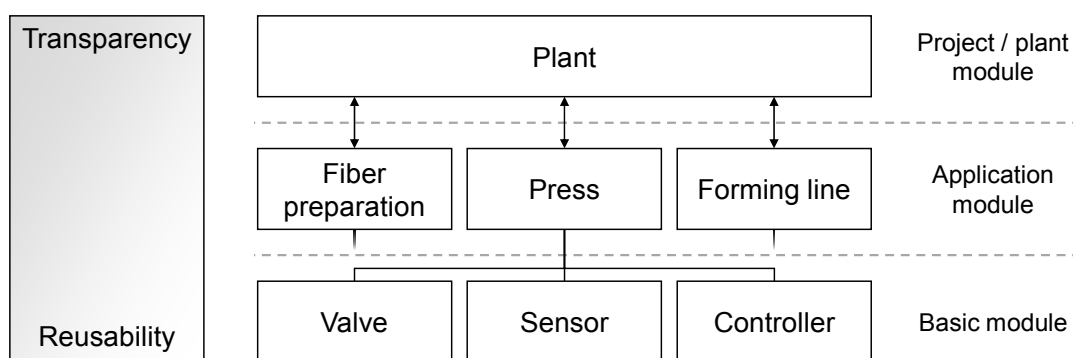 Transparency
Plant
Project / plant
module
Fiber
preparation
Press
Forming line
Application
module
Reusability
Valve
Sensor
Controller
Basic module